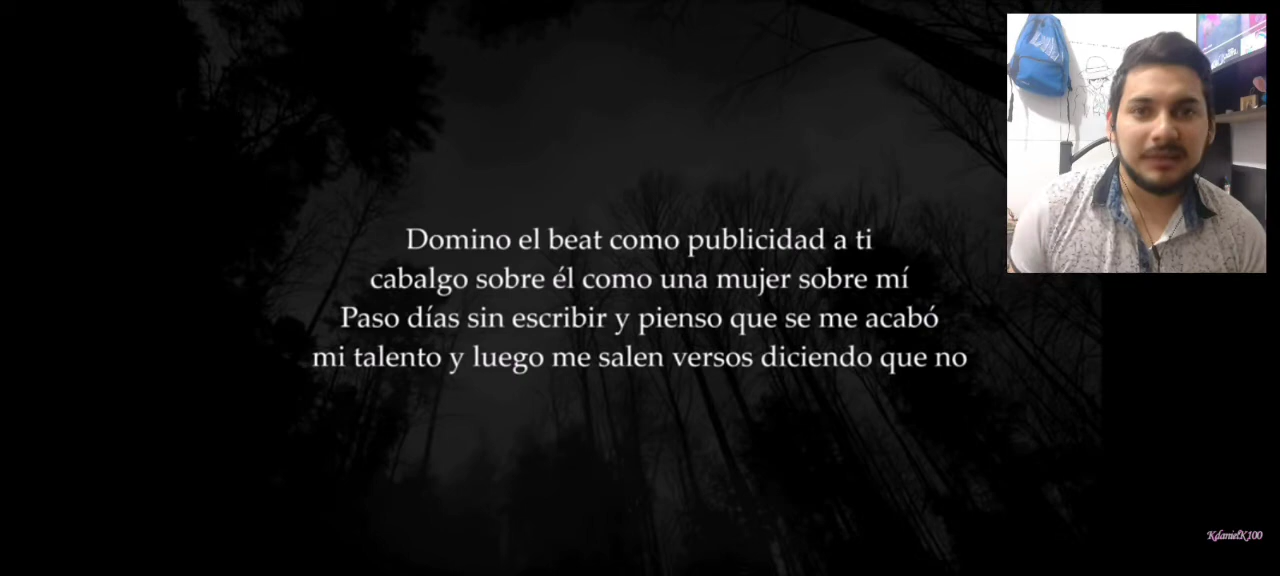 Domino el beat como publicidad a ti
cabalgo sobre él como una mujer sobre mí
Paso días sin escribir y pienso que se me acabó
mi talento y luego me salen versos diciendo que no
KdanielK100